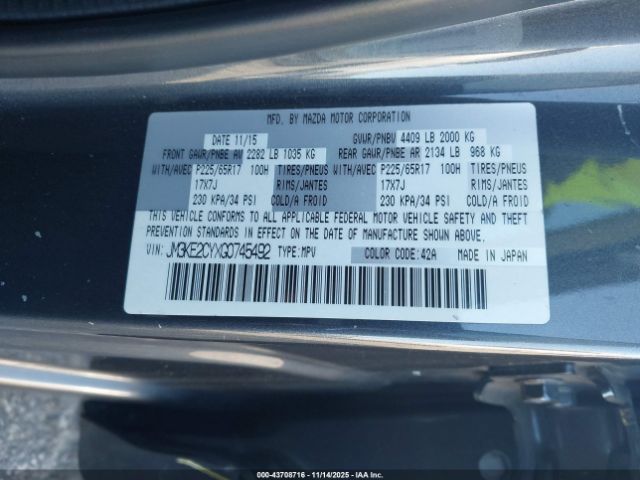 MFD. BY MAZDA MOTOR CORPORATION
DATE 11/15 GVWR/PNBV 4409 LB 2000 KG
FRONT GAWR/PNBE AV 2282 LB 1035 KG REAR GAWR/PNBE AR 2134 LB 968 KG
WITH/AVEC P225/65R17 100H TIRES/PNEUS WITH/AVEC P225/65R17 100H TIRES/PNEUS
17X7J RIMS/JANTES 17X7J RIMS/JANTES
230 KPA/34 PSI COLD/A FROID 230 KPA/34 PSI COLD/A FROID
THIS VEHICLE CONFORMS TO ALL APPLICABLE FEDERAL MOTOR VEHICLE SAFETY AND THEFT
PREVENTION STANDARDS IN EFFECT ON THE DATE OF MANUFACTURE SHOWN ABOVE.
VIN: JM3KE2CYXG0745492 TYPE:MPV COLOR CODE:42A MADE IN JAPAN
000-43708716 - 11/14/2025 - IAAI.COM